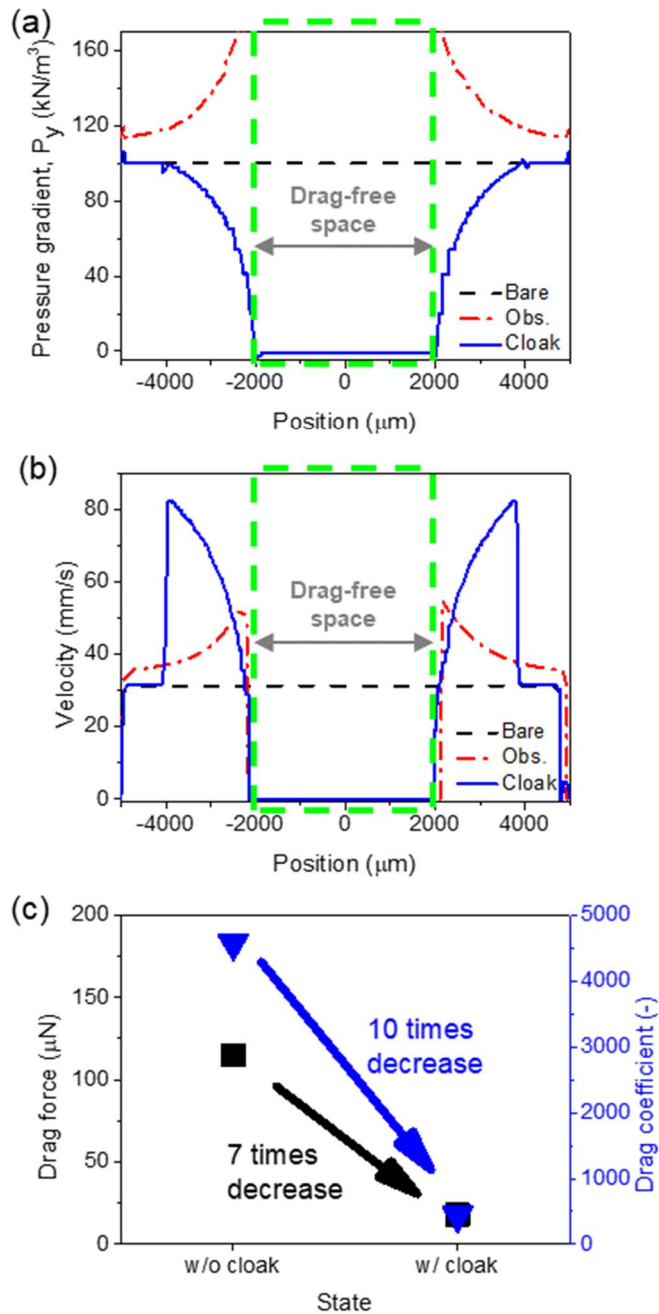 (a)
Pressure gradient, Py (kN/m³)
160
120
80
40
0
Drag-free
space
Bare
Obs.
Cloak
-4000 -2000 0 2000 4000
Position (μm)
(b)
Velocity (mm/s)
80
60
40
20
0
Drag-free
space
Bare
Obs.
Cloak
-4000 -2000 0 2000 4000
Position (μm)
(c)
Drag force (μN)
200
150
100
50
0
10 times
decrease
7 times
decrease
5000
4000
3000
2000
1000
0
Drag coefficient (-)
w/o cloak w/ cloak
State